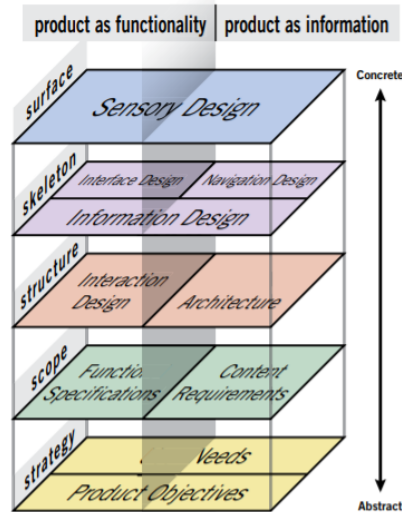 product as functionality
product as information
Concrete
surface
Sensory Design
skeleton
Interface Design
Navigation Design
Information Design
structure
Interaction
Design
Architecture
scope
Function
Specifications
Content
Requirements
strategy
Needs
Product Objectives
Abstract